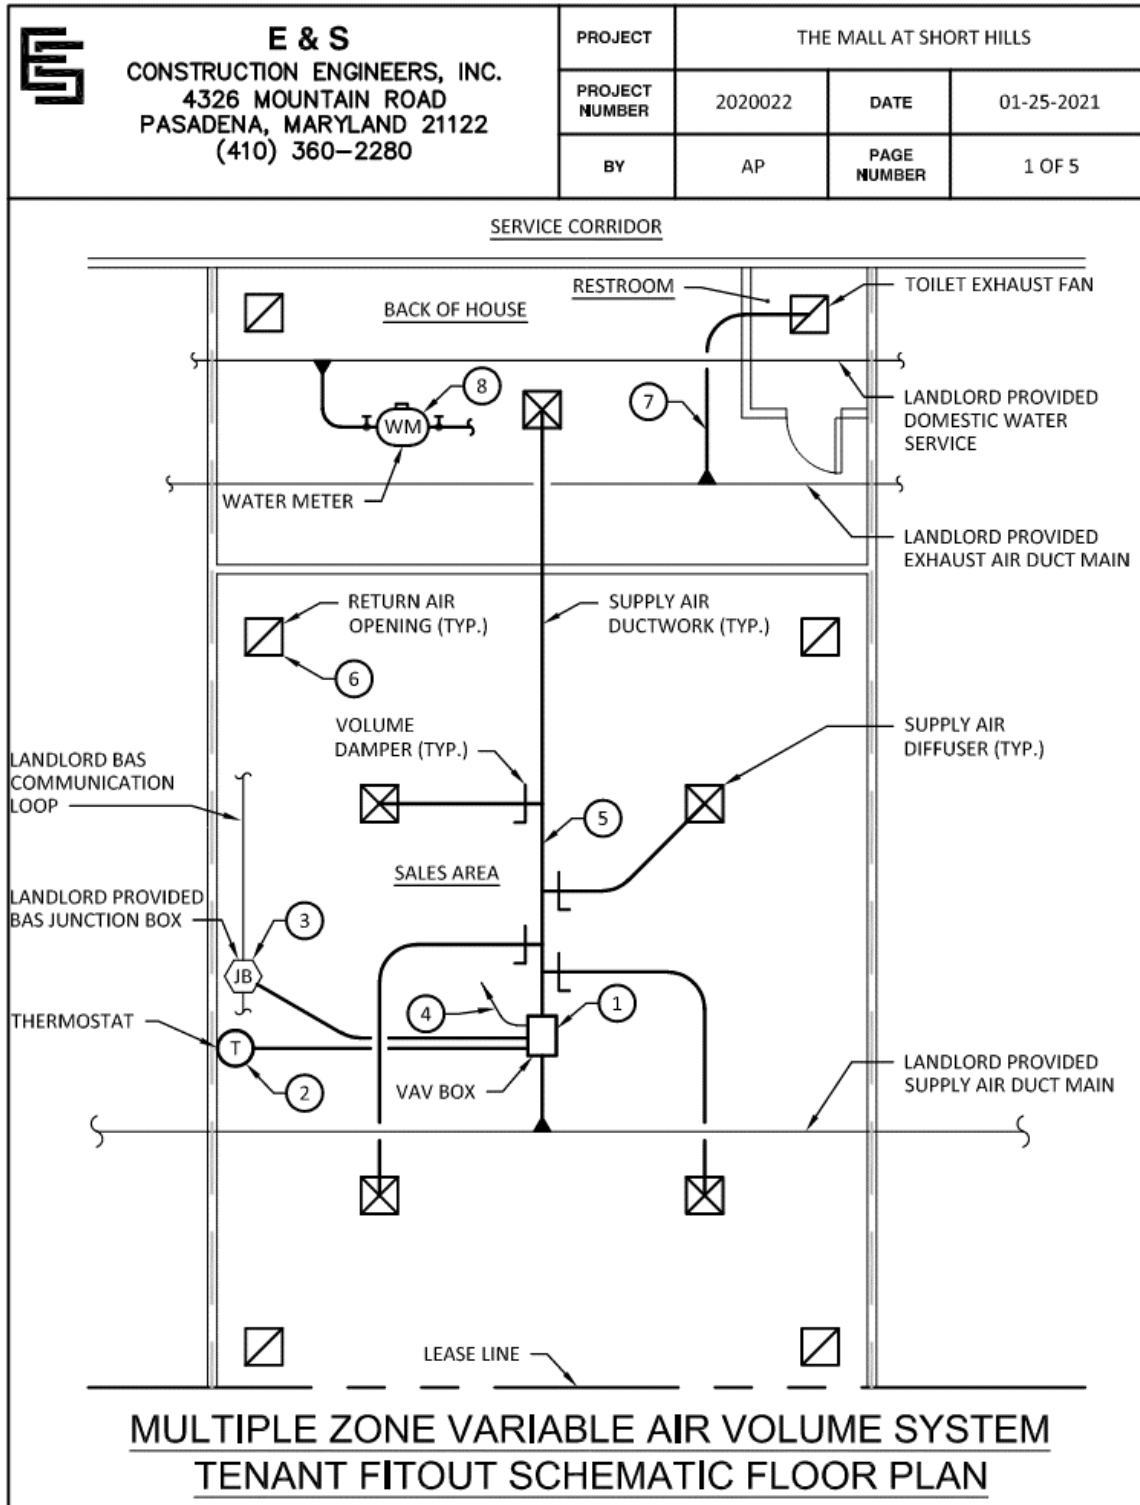 E & S
CONSTRUCTION ENGINEERS, INC.
4326 MOUNTAIN ROAD
PASADENA, MARYLAND 21122
(410) 360-2280
PROJECT
THE MALL AT SHORT HILLS
PROJECT
NUMBER
2020022
DATE
01-25-2021
BY
AP
PAGE
NUMBER
1 OF 5
SERVICE CORRIDOR
RESTROOM
TOILET EXHAUST FAN
BACK OF HOUSE
8
7
WM
LANDLORD PROVIDED
DOMESTIC WATER
SERVICE
WATER METER
LANDLORD PROVIDED
EXHAUST AIR DUCT MAIN
RETURN AIR
OPENING (TYP.)
SUPPLY AIR
DUCTWORK (TYP.)
6
VOLUME
DAMPER (TYP.)
SUPPLY AIR
DIFFUSER (TYP.)
LANDLORD BAS
COMMUNICATION
LOOP
5
SALES AREA
LANDLORD PROVIDED
BAS JUNCTION BOX
3
JB
4
1
THERMOSTAT
T
2
VAV BOX
LANDLORD PROVIDED
SUPPLY AIR DUCT MAIN
LEASE LINE
MULTIPLE ZONE VARIABLE AIR VOLUME SYSTEM
TENANT FITOUT SCHEMATIC FLOOR PLAN